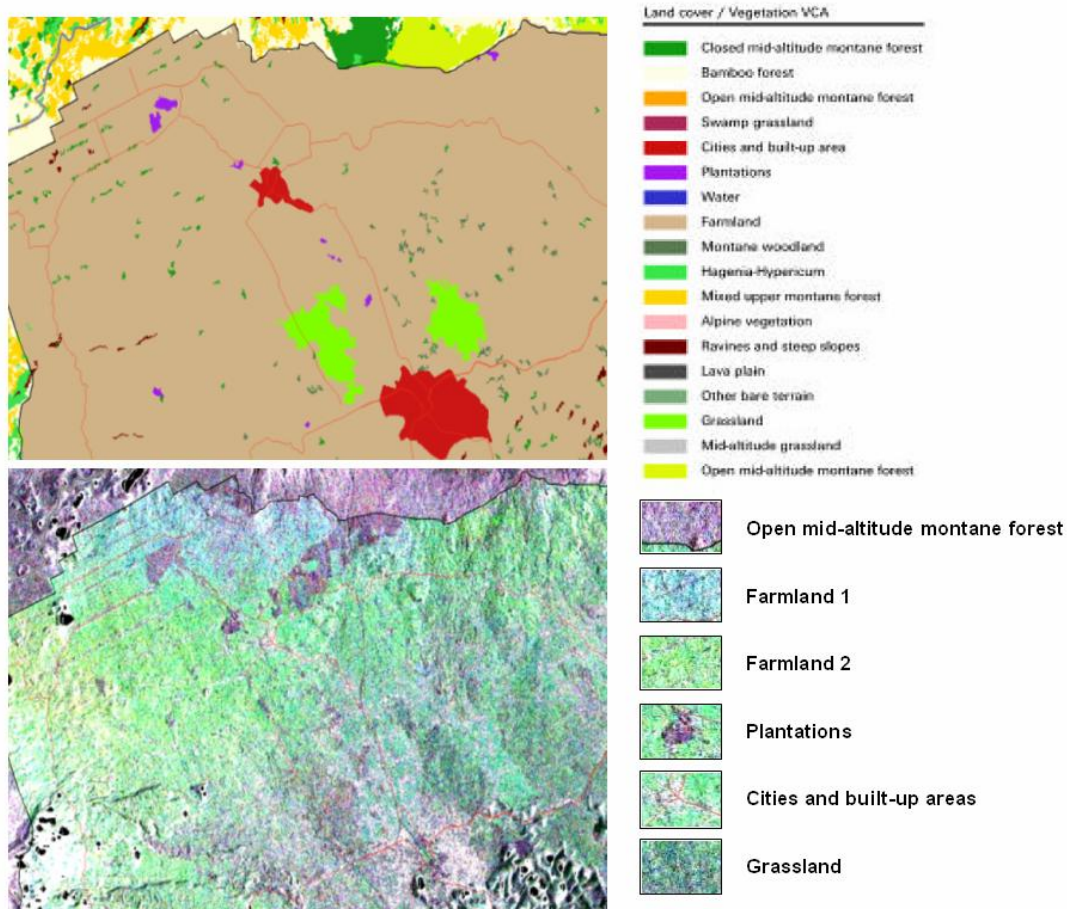 Land cover / Vegetation VCA
Closed mid-altitude montane forest
Bamboo forest
Open mid-altitude montane forest
Swamp grassland
Cities and built-up area
Plantations
Water
Farmland
Montane woodland
Hagenia-Hypericum
Mixed upper montane forest
Alpine vegetation
Ravines and steep slopes
Lava plain
Other bare terrain
Grassland
Mid-altitude grassland
Open mid-altitude montane forest
Open mid-altitude montane forest
Farmland 1
Farmland 2
Plantations
Cities and built-up areas
Grassland